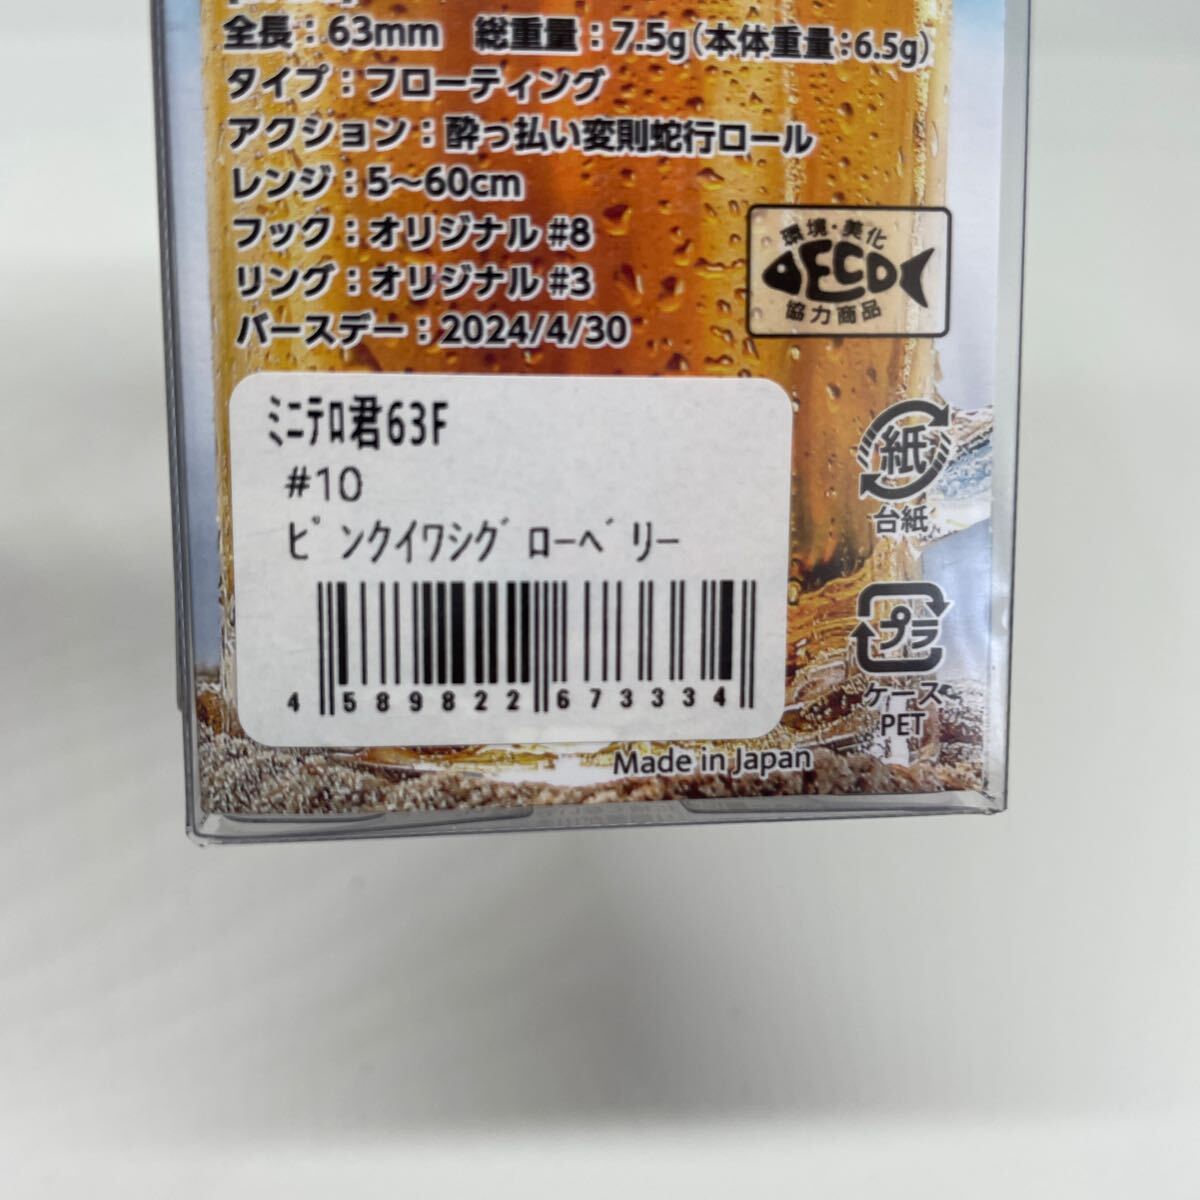 全長：63mm　総重量：7.5g（本体重量：6.5g）
タイプ：フローティング
アクション：酔っ払い変則蛇行ロール
レンジ：5～60cm
フック：オリジナル #8
リング：オリジナル #3
バースデー：2024/4/30
環境・美化
ECO
協力商品
ﾐﾆﾃﾛ君63F
#10
ﾋﾟﾝｸｲﾜｼｸﾞﾛｰﾍﾞﾘｰ
4 589822 673334
紙
台紙
プラ
ケース
PET
Made in Japan